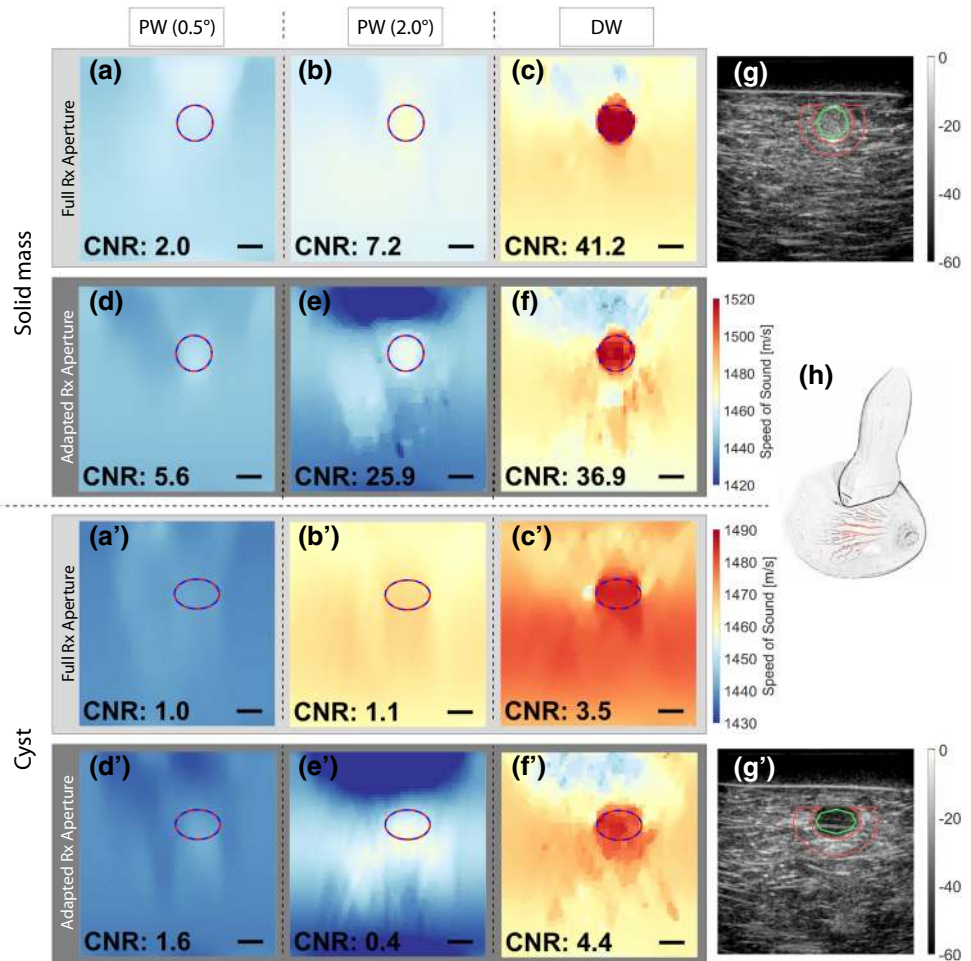 PW (0.5°) PW (2.0°) DW
Solid mass
Full Rx Aperture
(a) (b) (c) (g)
CNR: 2.0 CNR: 7.2 CNR: 41.2
0
-20
-40
-60
Adapted Rx Aperture
(d) (e) (f)
CNR: 5.6 CNR: 25.9 CNR: 36.9
1520
1500
1480
1460
1440
1420
Speed of Sound [m/s]
(h)
Cyst
Full Rx Aperture
(a') (b') (c')
CNR: 1.0 CNR: 1.1 CNR: 3.5
1490
1480
1470
1460
1450
1440
1430
Speed of Sound [m/s]
Adapted Rx Aperture
(d') (e') (f') (g')
CNR: 1.6 CNR: 0.4 CNR: 4.4
0
-20
-40
-60